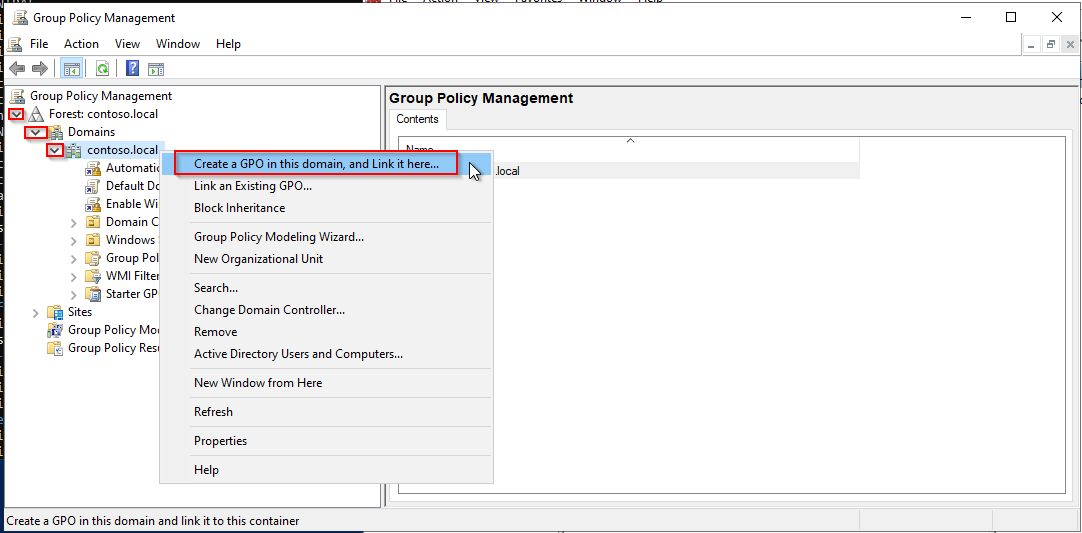 Group Policy Management
File Action View Window Help
Group Policy Management
Forest: contoso.local
Domains
contoso.local
Automatic
Default Do
Enable Wi
Domain C
Windows
Group Pol
WMI Filter
Starter GP
Sites
Group Policy Mo
Group Policy Resu
Create a GPO in this domain, and Link it here...
Link an Existing GPO...
Block Inheritance
Group Policy Modeling Wizard...
New Organizational Unit
Search...
Change Domain Controller...
Remove
Active Directory Users and Computers...
New Window from Here
Refresh
Properties
Help
Group Policy Management
Contents
Name
.local
Create a GPO in this domain and link it to this container